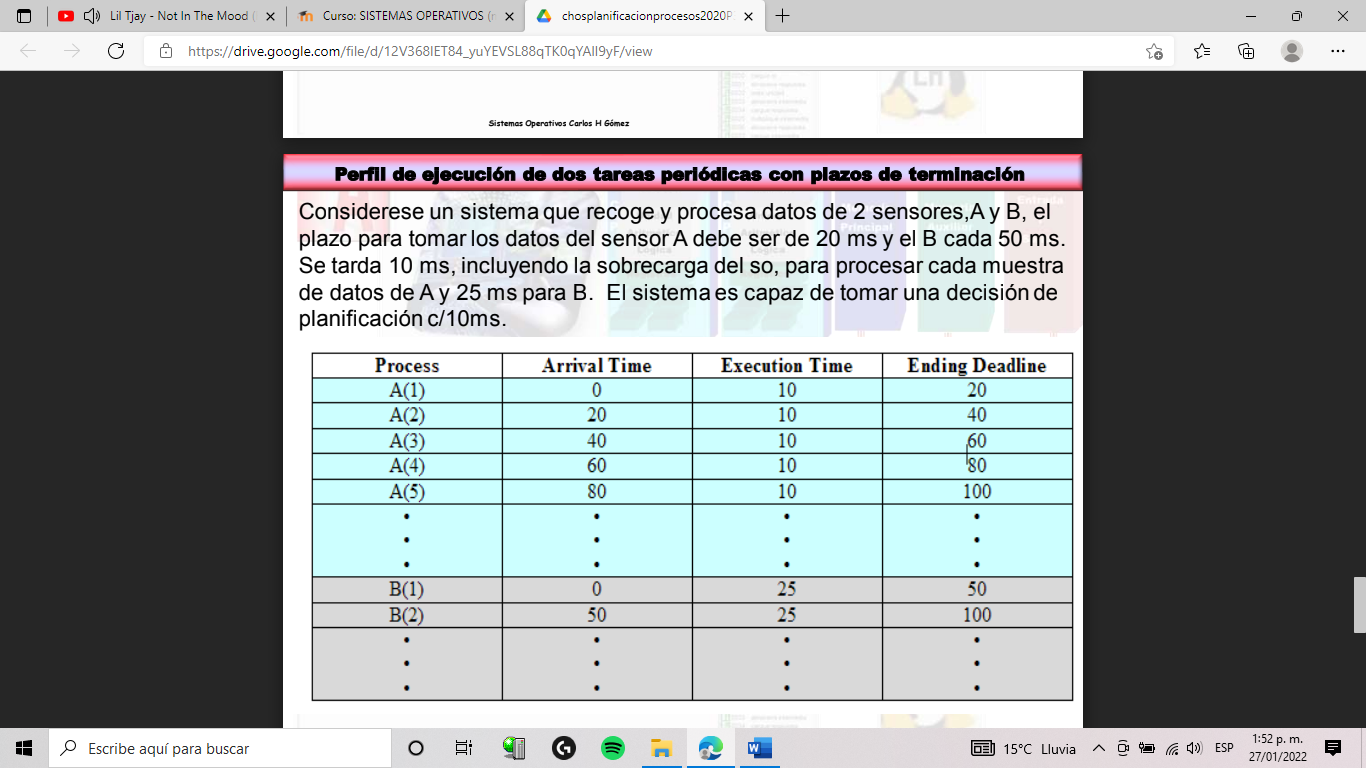 Lil Tjay - Not In The Mood (
Curso: SISTEMAS OPERATIVOS (
chosplanificacionprocesos2020P
https://drive.google.com/file/d/12V368IET84_yuYEVSL88qTK0qYAlI9yF/view
Sistemas Operativos Carlos H Gómez
Perfil de ejecución de dos tareas periódicas con plazos de terminación
Considerese un sistema que recoge y procesa datos de 2 sensores,A y B, el
plazo para tomar los datos del sensor A debe ser de 20 ms y el B cada 50 ms.
Se tarda 10 ms, incluyendo la sobrecarga del so, para procesar cada muestra
de datos de A y 25 ms para B. El sistema es capaz de tomar una decisión de
planificación c/10ms.
Process Arrival Time Execution Time Ending Deadline
A(1) 0 10 20
A(2) 20 10 40
A(3) 40 10 60
A(4) 60 10 80
A(5) 80 10 100
• • • •
• • • •
• • • •
B(1) 0 25 50
B(2) 50 25 100
• • • •
• • • •
• • • •
Escribe aquí para buscar
15°C Lluvia
ESP
1:52 p. m.
27/01/2022